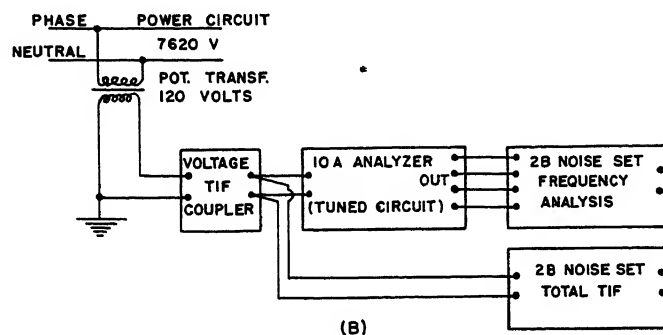 PHASE POWER CIRCUIT
NEUTRAL 7620 V
POT. TRANSF.
120 VOLTS
VOLTAGE
TIF
COUPLER
10A ANALYZER
OUT
(TUNED CIRCUIT)
2B NOISE SET
FREQUENCY
ANALYSIS
2B NOISE SET
TOTAL TIF
(B)